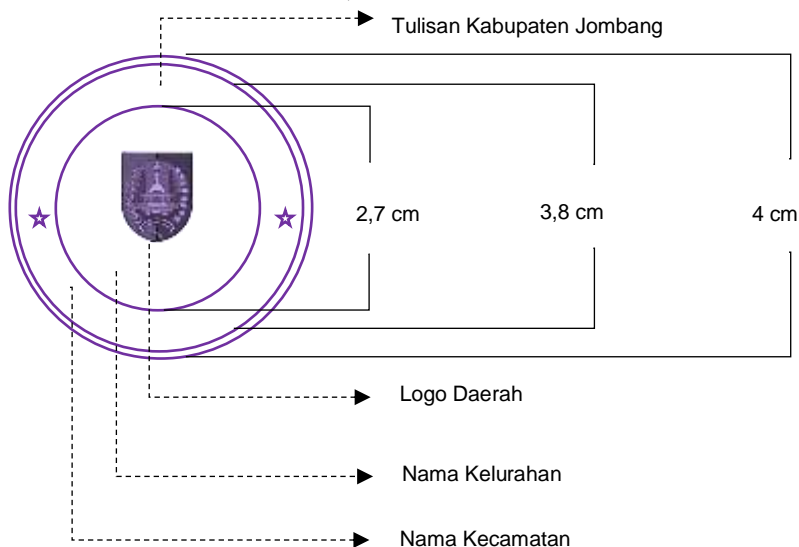 Tulisan Kabupaten Jombang
2,7 cm
3,8 cm
4 cm
Logo Daerah
Nama Kelurahan
Nama Kecamatan